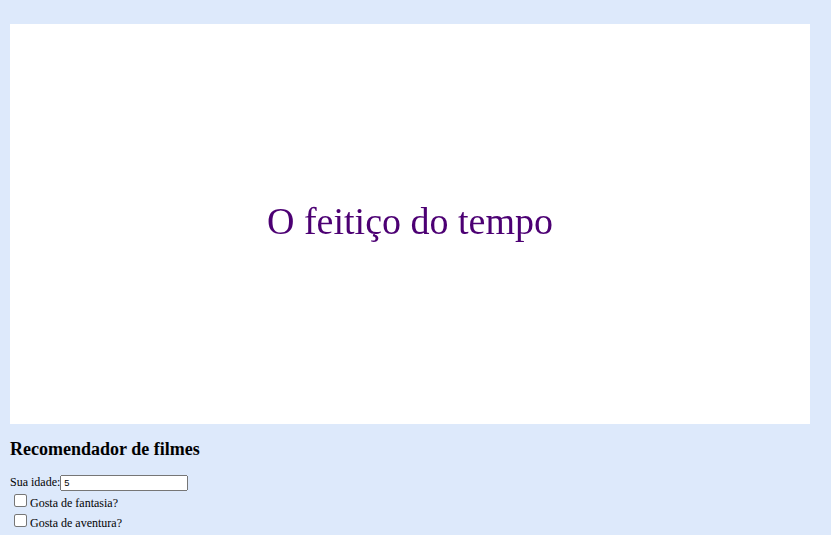 O feitiço do tempo
Recomendador de filmes
Sua idade: 5
Gosta de fantasia?
Gosta de aventura?